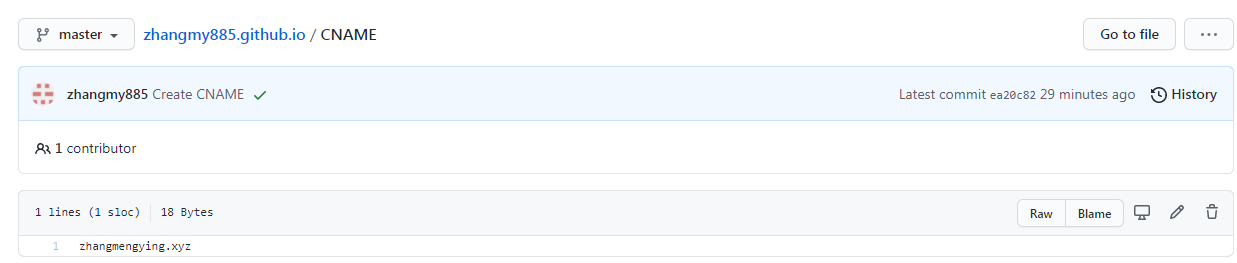 master zhangmy885.github.io / CNAME Go to file ...
zhangmy885 Create CNAME Latest commit ea20c82 29 minutes ago History
1 contributor
1 lines (1 sloc) 18 Bytes Raw Blame
1 zhangmengying.xyz